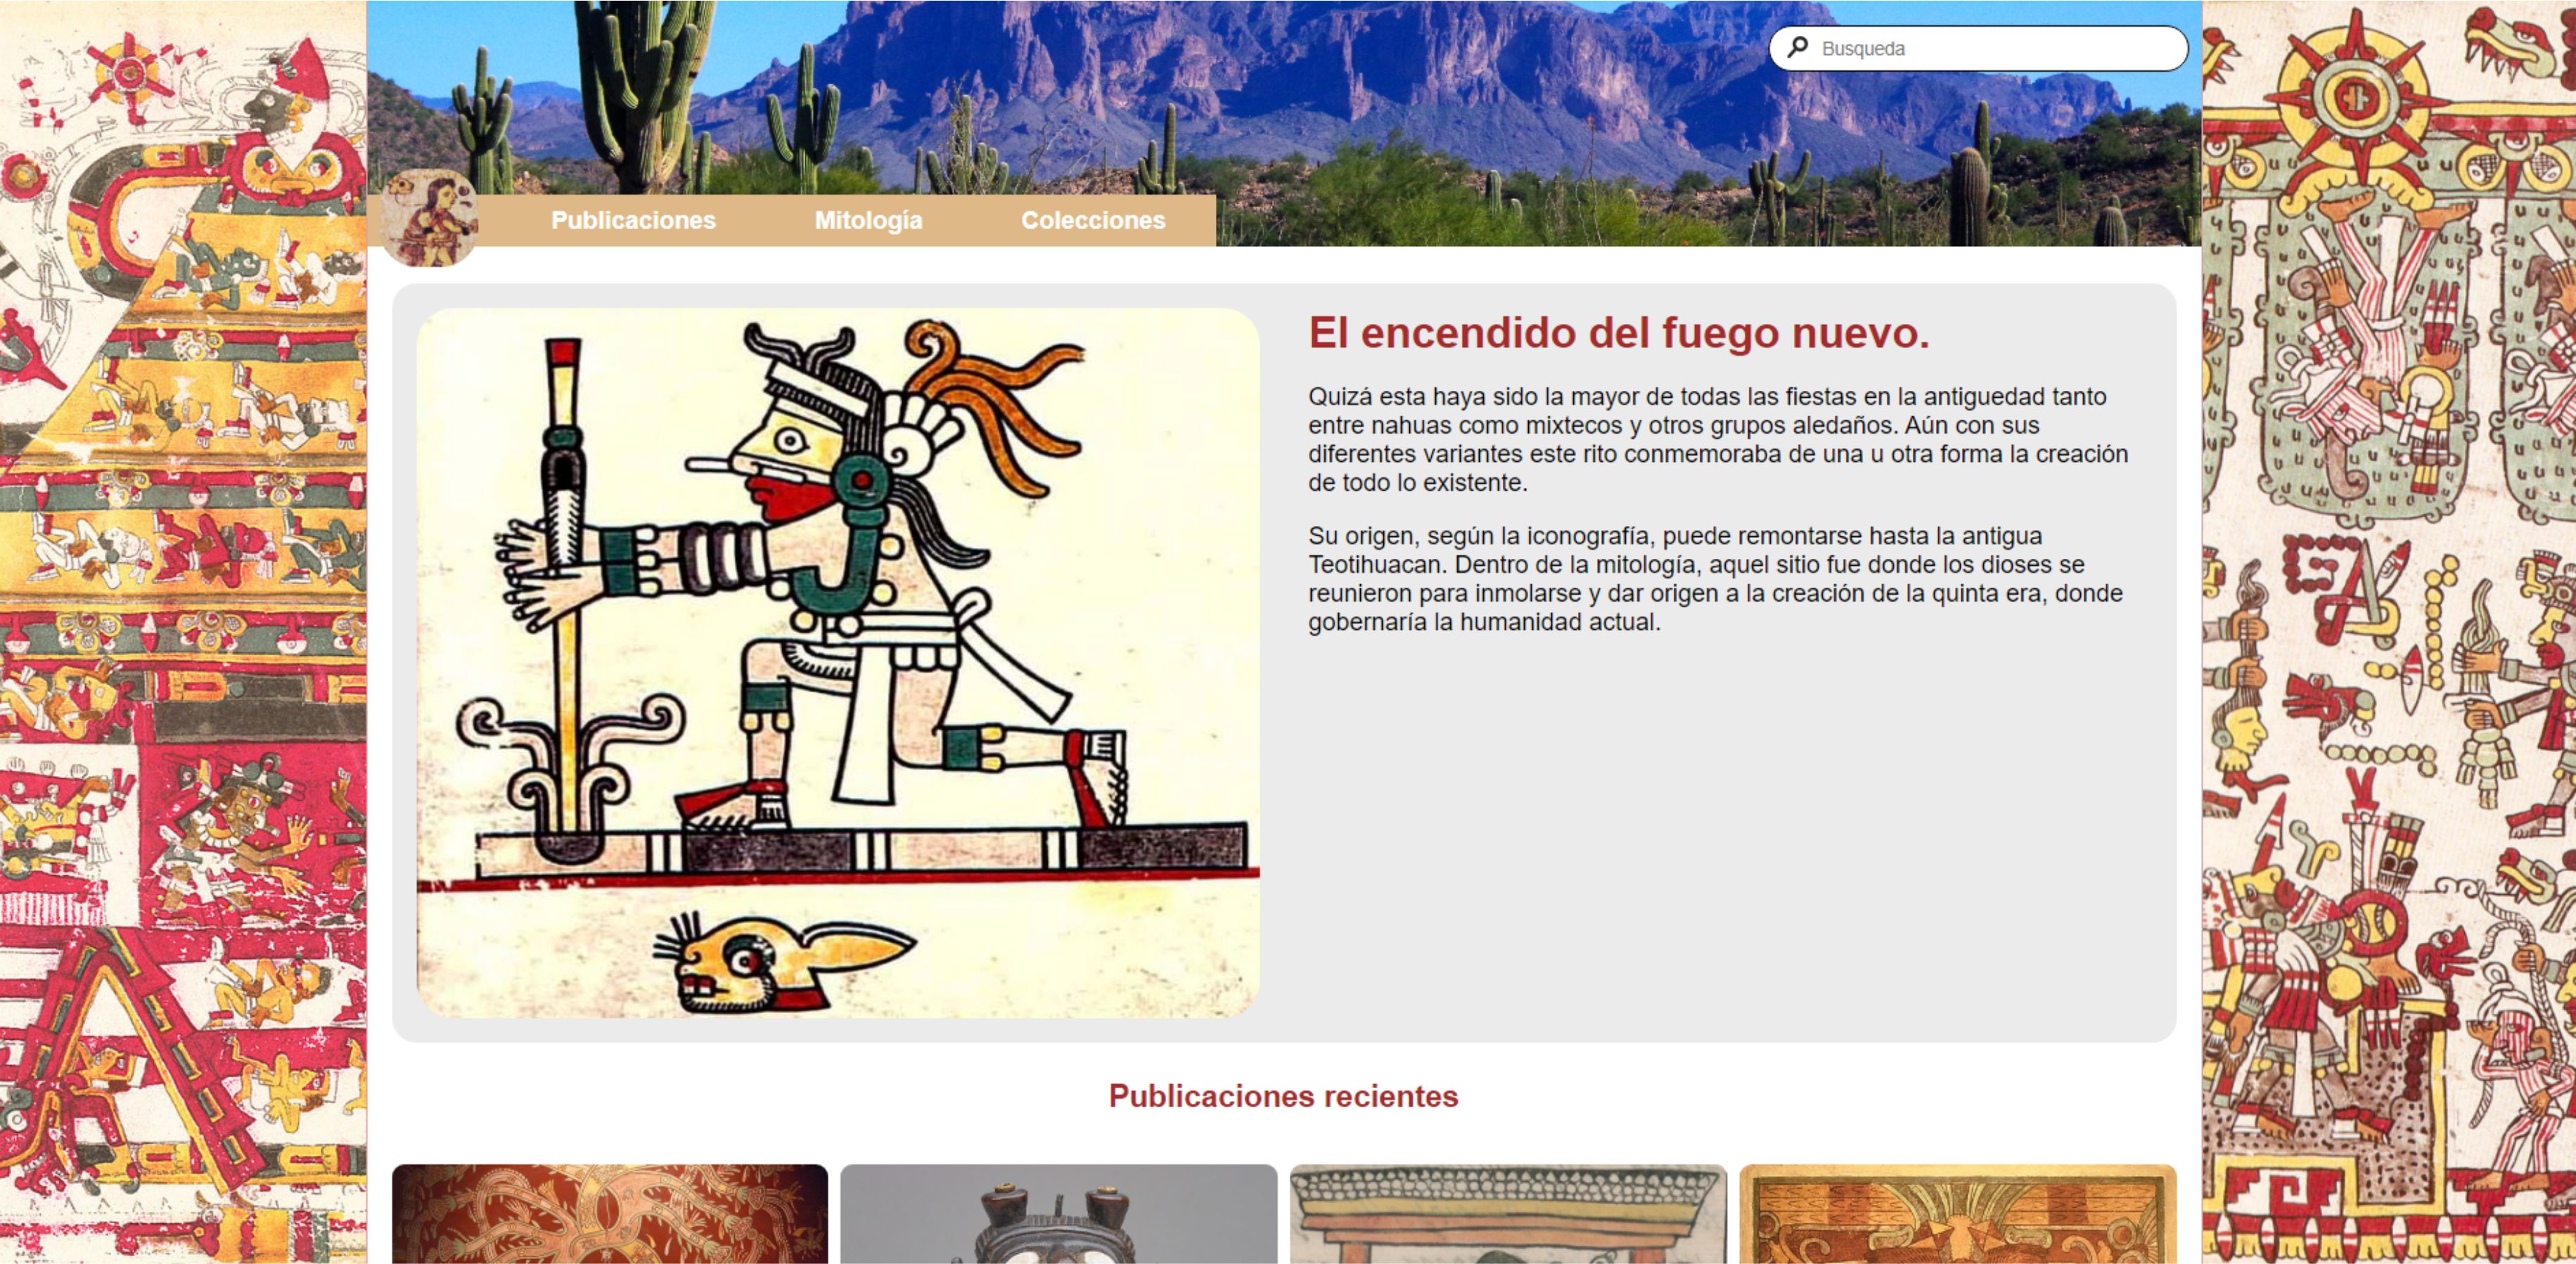 Busqueda
Publicaciones
Mitología
Colecciones
El encendido del fuego nuevo.
Quizá esta haya sido la mayor de todas las fiestas en la antiguedad tanto
entre nahuas como mixtecos y otros grupos aledaños. Aún con sus
diferentes variantes este rito conmemoraba de una u otra forma la creación
de todo lo existente.
Su origen, según la iconografía, puede remontarse hasta la antigua
Teotihuacan. Dentro de la mitología, aquel sitio fue donde los dioses se
reunieron para inmolarse y dar origen a la creación de la quinta era, donde
gobernaría la humanidad actual.
Publicaciones recientes